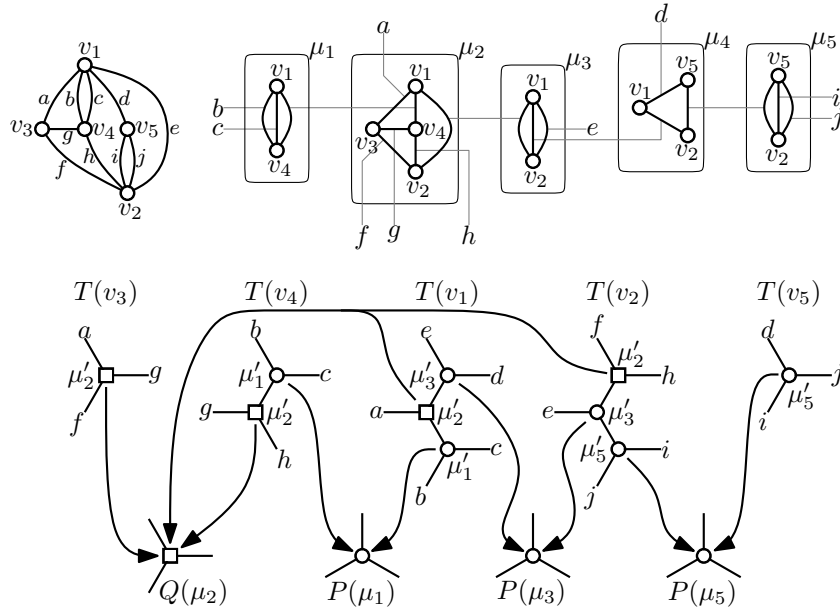 v1
a b c d
e
v3 g v4 v5
f h i j
v2
μ1
v1
b
c
v4
a
μ2
v1
v3 v4
v2
f g h
μ3
v1
e
v2
d
μ4
v1 v5
v2
μ5
v5
i
j
v2
T(v3) T(v4) T(v1) T(v2) T(v5)
a
μ′2 g
f
b
μ′1 c
g μ′2
h
e
μ′3 d
a μ′2
c
μ′1
b
f
μ′2
h
e μ′3
μ′5 i
j
d
j
μ′5
i
Q(μ2) P(μ1) P(μ3) P(μ5)